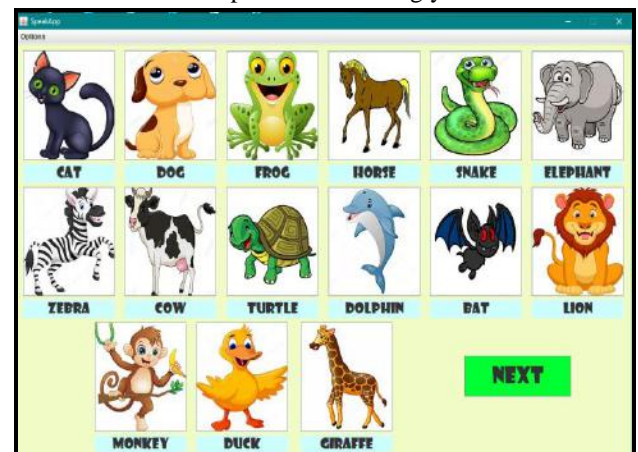 SpeakApp
Options
CAT DOG FROG HORSE SNAKE ELEPHANT
ZEBRA COW TURTLE DOLPHIN BAT LION
NEXT
MONKEY DUCK GIRAFFE